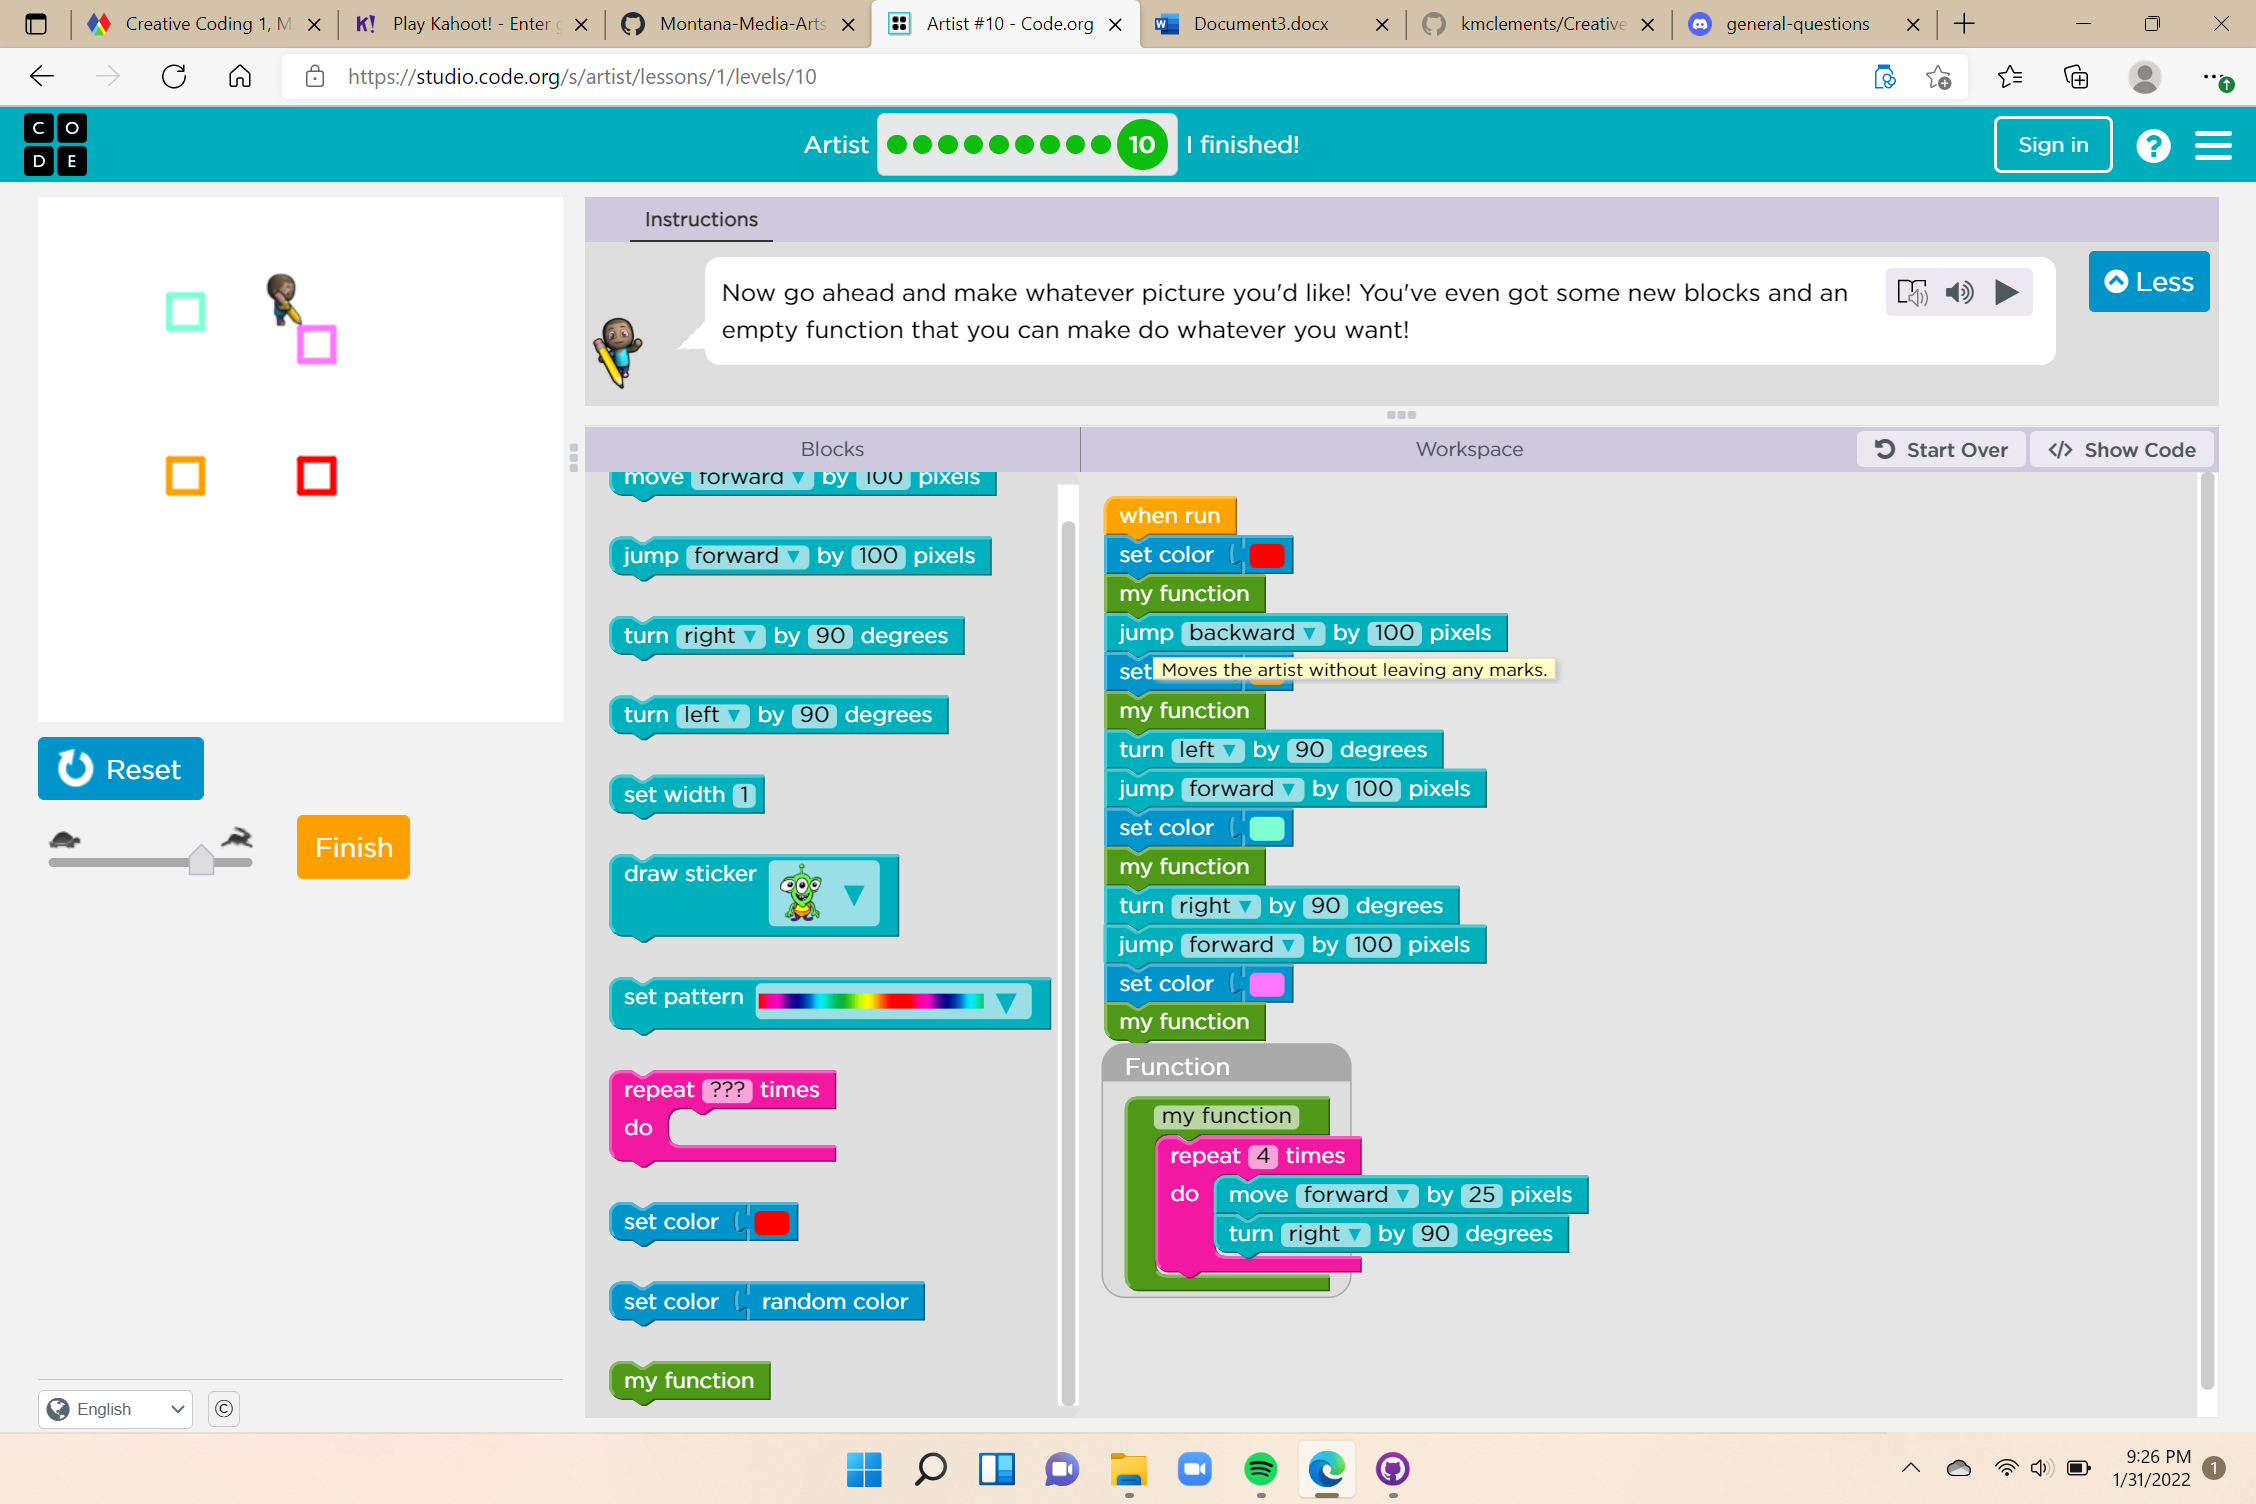 Creative Coding 1, M
Play Kahoot! - Enter g
Montana-Media-Arts
Artist #10 - Code.org
Document3.docx
kmclements/Creative
general-questions
https://studio.code.org/s/artist/lessons/1/levels/10
C O
D E
Artist
10
I finished!
Sign in
?
Instructions
Now go ahead and make whatever picture you'd like! You've even got some new blocks and an
empty function that you can make do whatever you want!
Less
Blocks
Workspace
Start Over
Show Code
move forward by 100 pixels
jump forward by 100 pixels
turn right by 90 degrees
turn left by 90 degrees
set width 1
draw sticker
set pattern
repeat ??? times
do
set color
set color random color
my function
when run
set color
my function
jump backward by 100 pixels
set
Moves the artist without leaving any marks.
my function
turn left by 90 degrees
jump forward by 100 pixels
set color
my function
turn right by 90 degrees
jump forward by 100 pixels
set color
my function
Function
my function
repeat 4 times
do
move forward by 25 pixels
turn right by 90 degrees
Reset
Finish
English
©
9:26 PM
1/31/2022
1